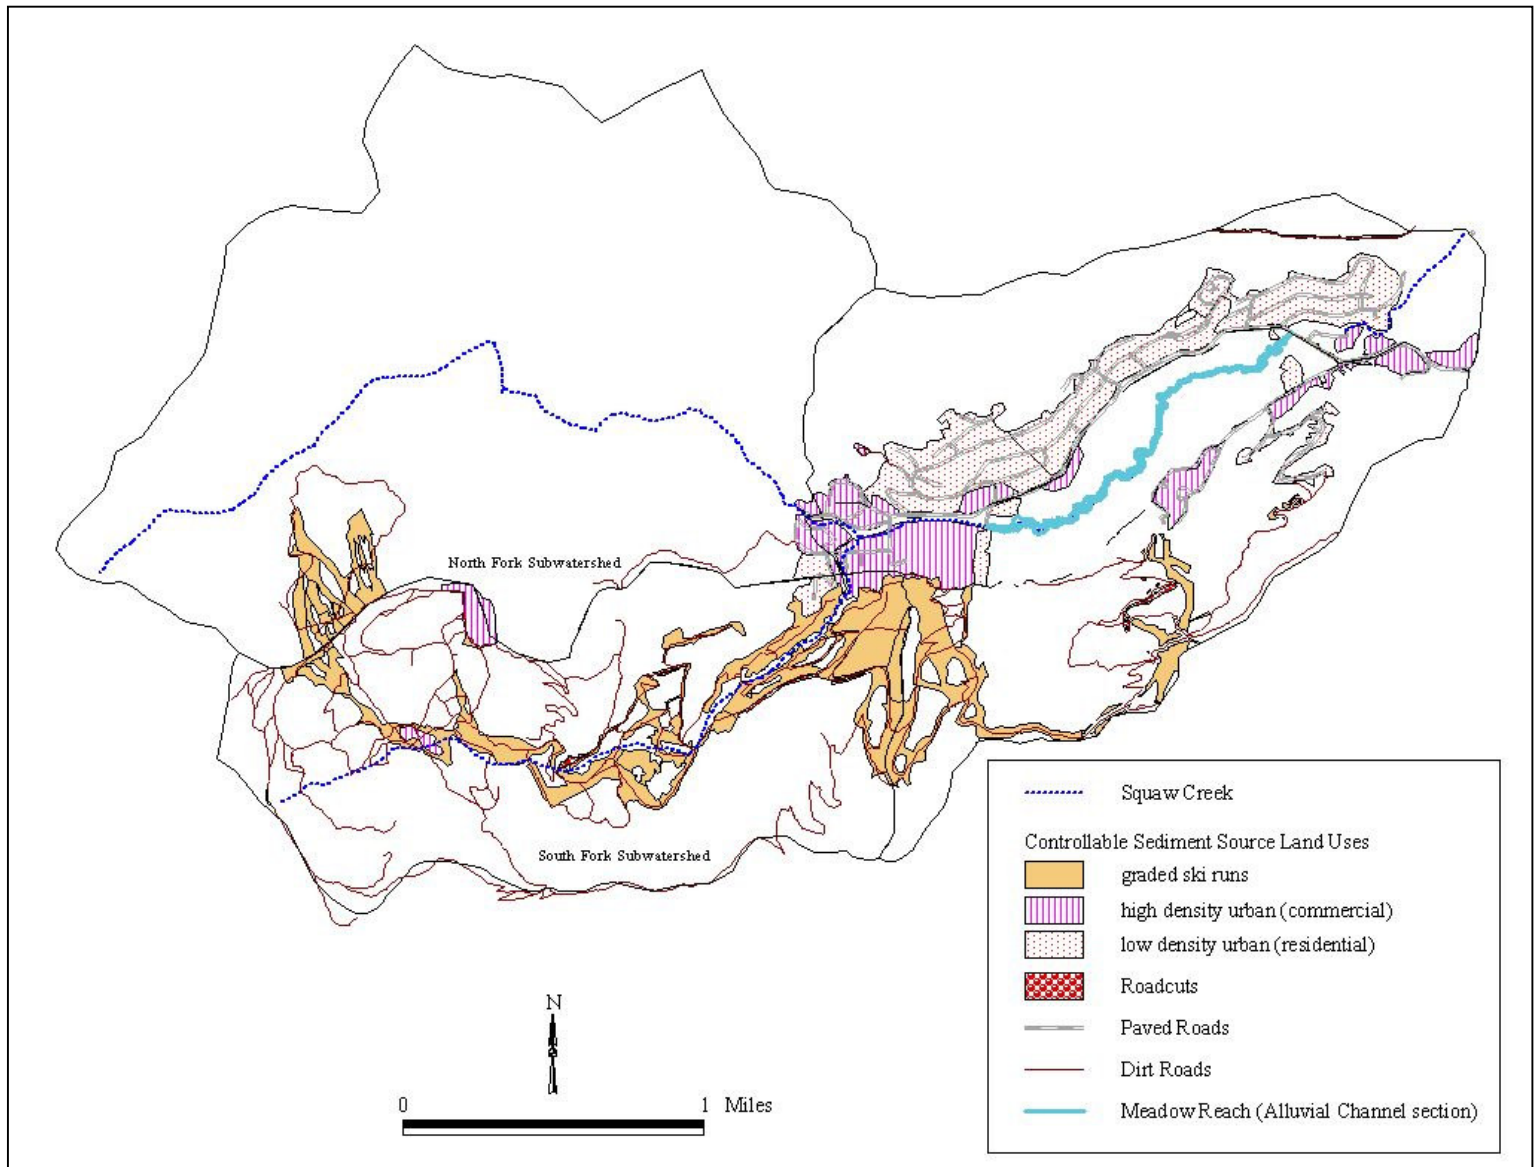 North Fork Subwatershed
South Fork Subwatershed
Squaw Creek
Controllable Sediment Source Land Uses
graded ski runs
high density urban (commercial)
low density urban (residential)
Roadcuts
Paved Roads
Dirt Roads
Meadow Reach (Alluvial Channel section)
N
0 1 Miles